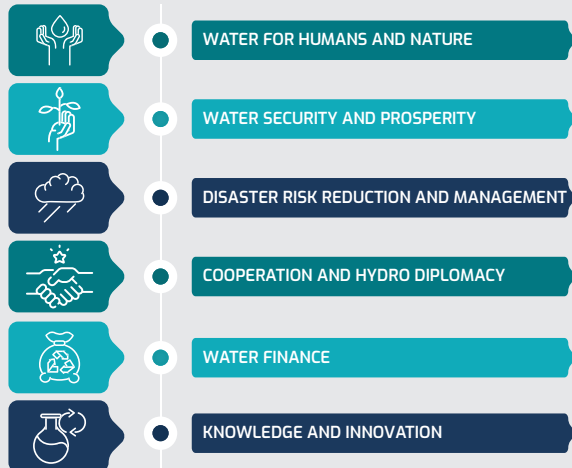 WATER FOR HUMANS AND NATURE
WATER SECURITY AND PROSPERITY
DISASTER RISK REDUCTION AND MANAGEMENT
COOPERATION AND HYDRO DIPLOMACY
WATER FINANCE
KNOWLEDGE AND INNOVATION